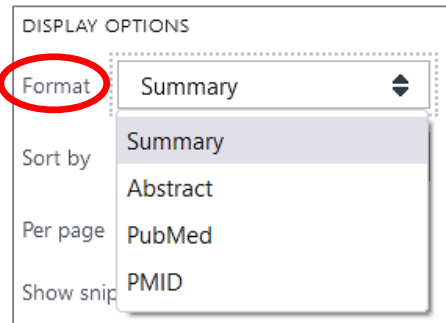 DISPLAY OPTIONS
Format Summary
Summary
Sort by
Abstract
Per page PubMed
PMID
Show snip